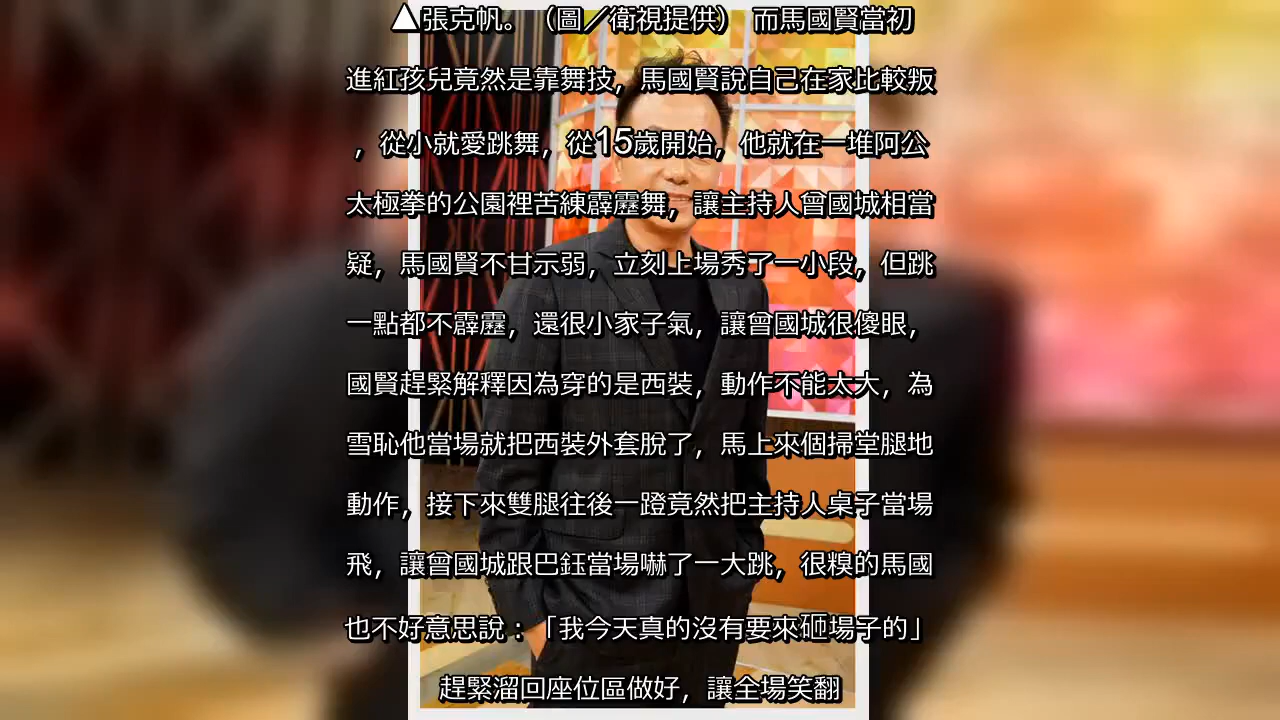 ▲張克帆。（圖／衛視提供） 而馬國賢當初
進紅孩兒竟然是靠舞技，馬國賢說自己在家比較叛
，從小就愛跳舞，從15歲開始，他就在一堆阿公
太極拳的公園裡苦練霹靂舞，讓主持人曾國城相當
疑，馬國賢不甘示弱，立刻上場秀了一小段，但跳
一點都不霹靂，還很小家子氣，讓曾國城很傻眼，
國賢趕緊解釋因為穿的是西裝，動作不能太大，為
雪恥他當場就把西裝外套脫了，馬上來個掃堂腿地
動作，接下來雙腿往後一蹬竟然把主持人桌子當場
飛，讓曾國城跟巴鈺當場嚇了一大跳，很糗的馬國
也不好意思說：「我今天真的沒有要來砸場子的」
趕緊溜回座位區做好，讓全場笑翻